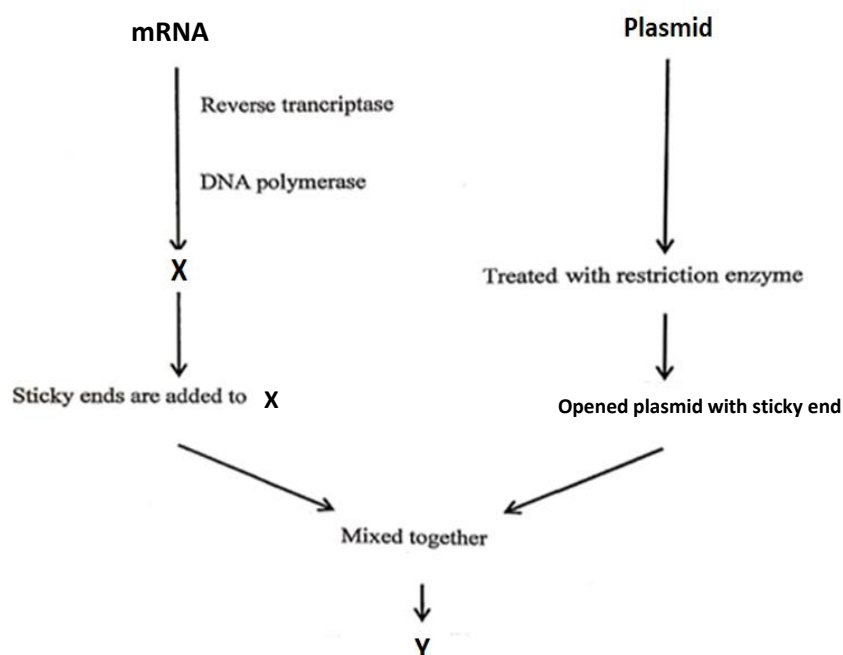 mRNA
Plasmid
Reverse trancriptase
DNA polymerase
X
Treated with restriction enzyme
Sticky ends are added to X
Opened plasmid with sticky end
Mixed together
Y